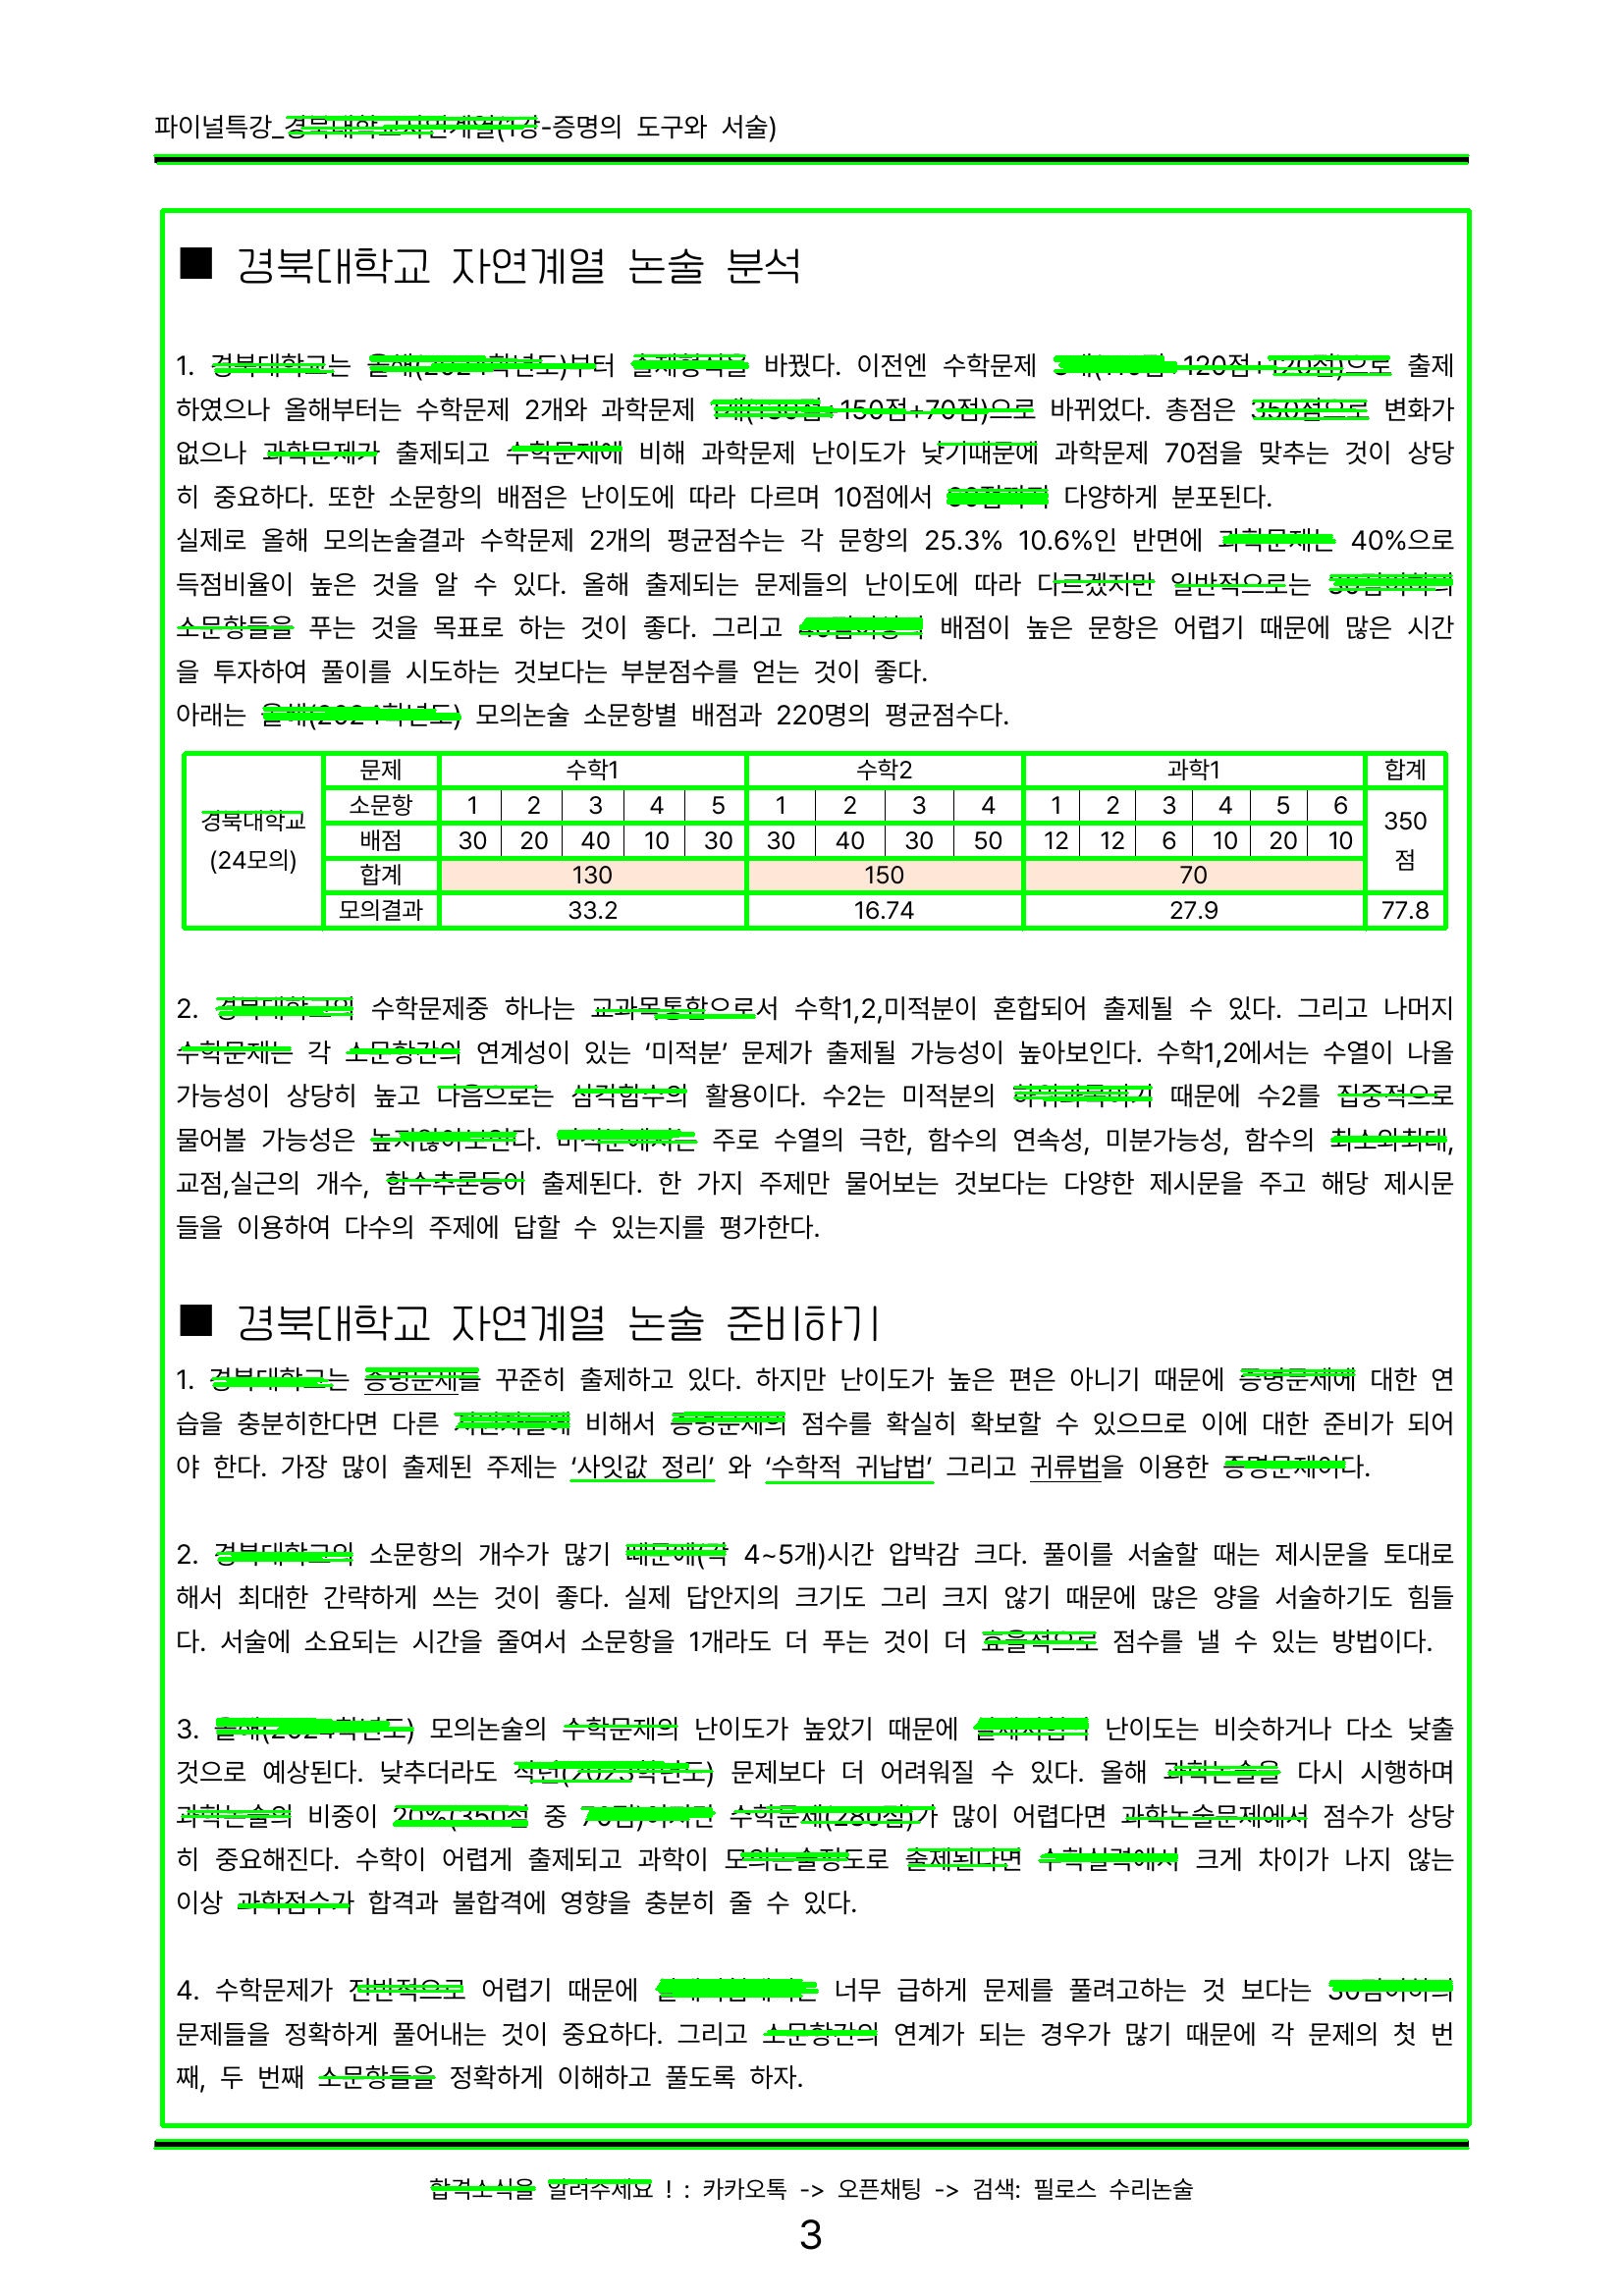 파이널특강_경북대학교자연계열(1강-증명의 도구와 서술)
■ 경북대학교 자연계열 논술 분석
1. 경북대학교는 올해(2024학년도)부터 출제형식을 바꿨다. 이전엔 수학문제 120점+120점)으로 출제
하였으나 올해부터는 수학문제 2개와 과학문제 1개(130점+150점+70점)으로 바뀌었다. 총점은 350점으로 변화가
없으나 과학문제가 출제되고 수학문제에 비해 과학문제 난이도가 낮기때문에 과학문제 70점을 맞추는 것이 상당
히 중요하다. 또한 소문항의 배점은 난이도에 따라 다르며 10점에서 다양하게 분포된다.
실제로 올해 모의논술결과 수학문제 2개의 평균점수는 각 문항의 25.3% 10.6%인 반면에 과학문제는 40%으로
득점비율이 높은 것을 알 수 있다. 올해 출제되는 문제들의 난이도에 따라 다르겠지만 일반적으로는 30점이하의
소문항들을 푸는 것을 목표로 하는 것이 좋다. 그리고 배점이 높은 문항은 어렵기 때문에 많은 시간
을 투자하여 풀이를 시도하는 것보다는 부분점수를 얻는 것이 좋다.
아래는 올해(2024학년도) 모의논술 소문항별 배점과 220명의 평균점수다.
문제 수학1 수학2 과학1 합계
소문항 1 2 3 4 5 1 2 3 4 1 2 3 4 5 6
경북대학교 (24모의) 배점 30 20 40 10 30 30 40 30 50 12 12 6 10 20 10 350점
합계 130 150 70
모의결과 33.2 16.74 27.9 77.8
2. 경북대학교의 수학문제중 하나는 교과목통합으로서 수학1,2,미적분이 혼합되어 출제될 수 있다. 그리고 나머지
수학문제는 각 소문항간의 연계성이 있는 ‘미적분’ 문제가 출제될 가능성이 높아보인다. 수학1,2에서는 수열이 나올
가능성이 상당히 높고 다음으로는 삼각함수의 활용이다. 수2는 미적분의 하위과목이기 때문에 수2를 집중적으로
물어볼 가능성은 높지않아보인다. 미적분에서는 주로 수열의 극한, 함수의 연속성, 미분가능성, 함수의 최소와최대,
교점,실근의 개수, 함수추론등이 출제된다. 한 가지 주제만 물어보는 것보다는 다양한 제시문을 주고 해당 제시문
들을 이용하여 다수의 주제에 답할 수 있는지를 평가한다.
■ 경북대학교 자연계열 논술 준비하기
1. 경북대학교는 증명문제를 꾸준히 출제하고 있다. 하지만 난이도가 높은 편은 아니기 때문에 증명문제에 대한 연
습을 충분히한다면 다른 지원자들에 비해서 증명문제의 점수를 확실히 확보할 수 있으므로 이에 대한 준비가 되어
야 한다. 가장 많이 출제된 주제는 ‘사잇값 정리’ 와 ‘수학적 귀납법’ 그리고 귀류법을 이용한 증명문제이다.
2. 경북대학교의 소문항의 개수가 많기 때문에(각 4~5개)시간 압박감 크다. 풀이를 서술할 때는 제시문을 토대로
해서 최대한 간략하게 쓰는 것이 좋다. 실제 답안지의 크기도 그리 크지 않기 때문에 많은 양을 서술하기도 힘들
다. 서술에 소요되는 시간을 줄여서 소문항을 1개라도 더 푸는 것이 더 효율적으로 점수를 낼 수 있는 방법이다.
3. 올해(2024학년도) 모의논술의 수학문제의 난이도가 높았기 때문에 난이도는 비슷하거나 다소 낮출
것으로 예상된다. 낮추더라도 작년(2023학년도) 문제보다 더 어려워질 수 있다. 올해 과학논술을 다시 시행하며
과학논술의 비중이 20%(350점 중 70점)이지만 수학문제(280점)가 많이 어렵다면 과학논술문제에서 점수가 상당
히 중요해진다. 수학이 어렵게 출제되고 과학이 모의논술정도로 출제된다면 수학실력에서 크게 차이가 나지 않는
이상 과학점수가 합격과 불합격에 영향을 충분히 줄 수 있다.
4. 수학문제가 전반적으로 어렵기 때문에 너무 급하게 문제를 풀려고하는 것 보다는 30점이하의
문제들을 정확하게 풀어내는 것이 중요하다. 그리고 소문항간의 연계가 되는 경우가 많기 때문에 각 문제의 첫 번
째, 두 번째 소문항들을 정확하게 이해하고 풀도록 하자.
합격소식을 알려주세요 ! : 카카오톡 -> 오픈채팅 -> 검색: 필로스 수리논술
3